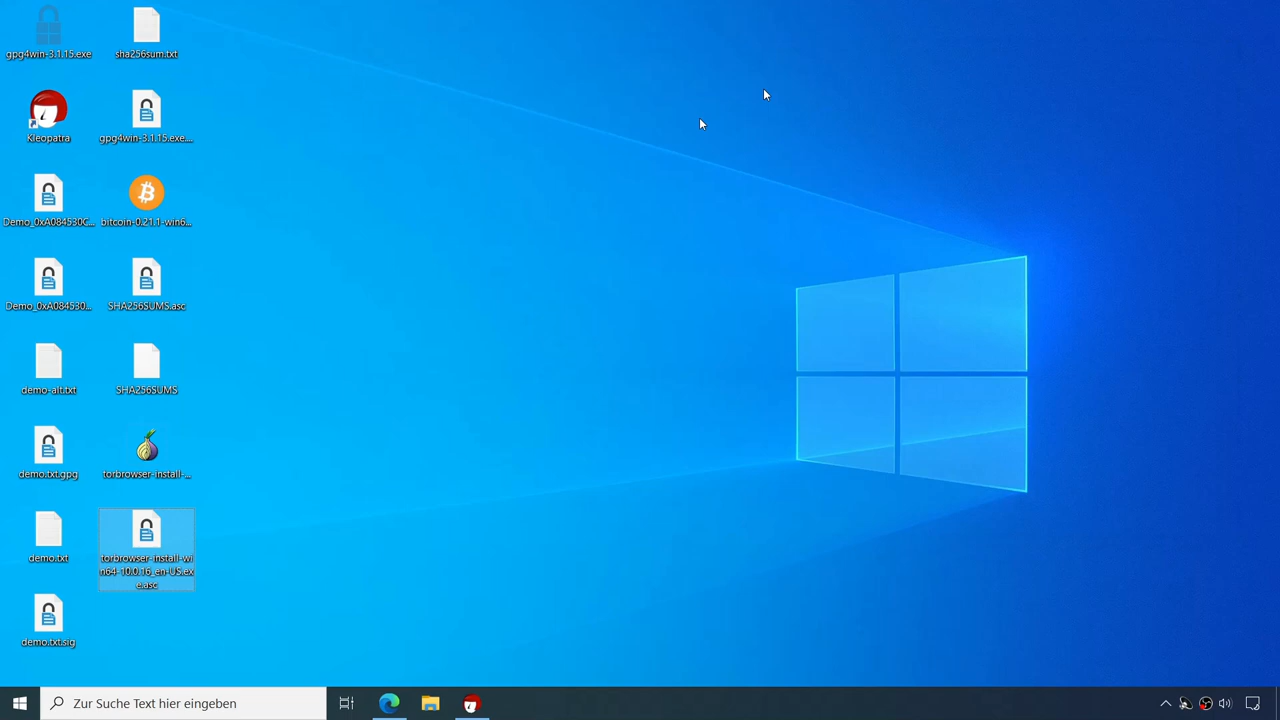 gpg4win-3.1.15.exe
sha256sum.txt
Kleopatra
gpg4win-3.1.15.exe....
Demo_0xA084530C...
bitcoin-0.21.1-win6...
Demo_0xA084530...
SHA256SUMS.asc
demo-alt.txt
SHA256SUMS
demo.txt.gpg
torbrowser-install-...
demo.txt
torbrowser-install-wi
n64-10.0.16_en-US.ex
e.asc
demo.txt.sig
Zur Suche Text hier eingeben